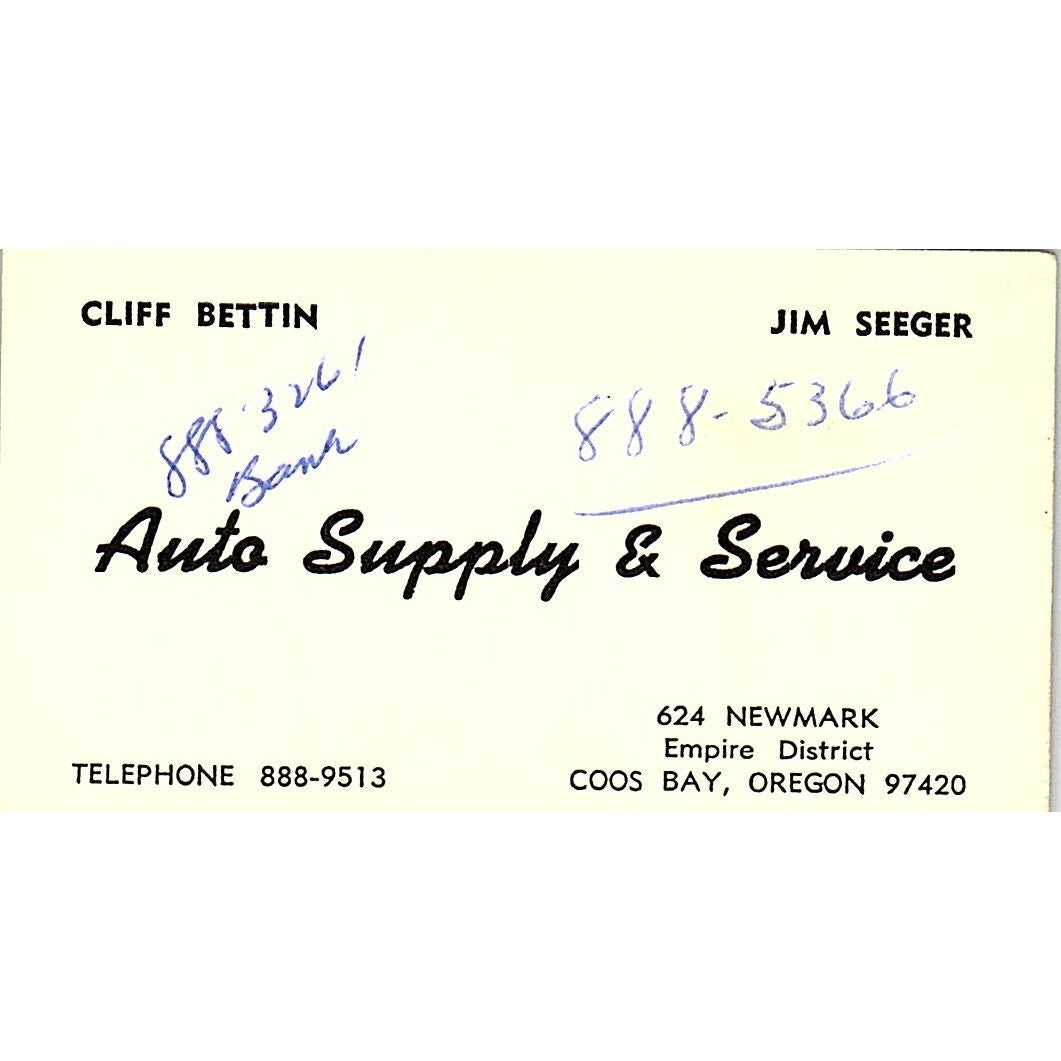 CLIFF BETTIN
JIM SEEGER
888-3261
Bank
888-5366
Auto Supply & Service
624 NEWMARK
Empire District
TELEPHONE 888-9513
COOS BAY, OREGON 97420